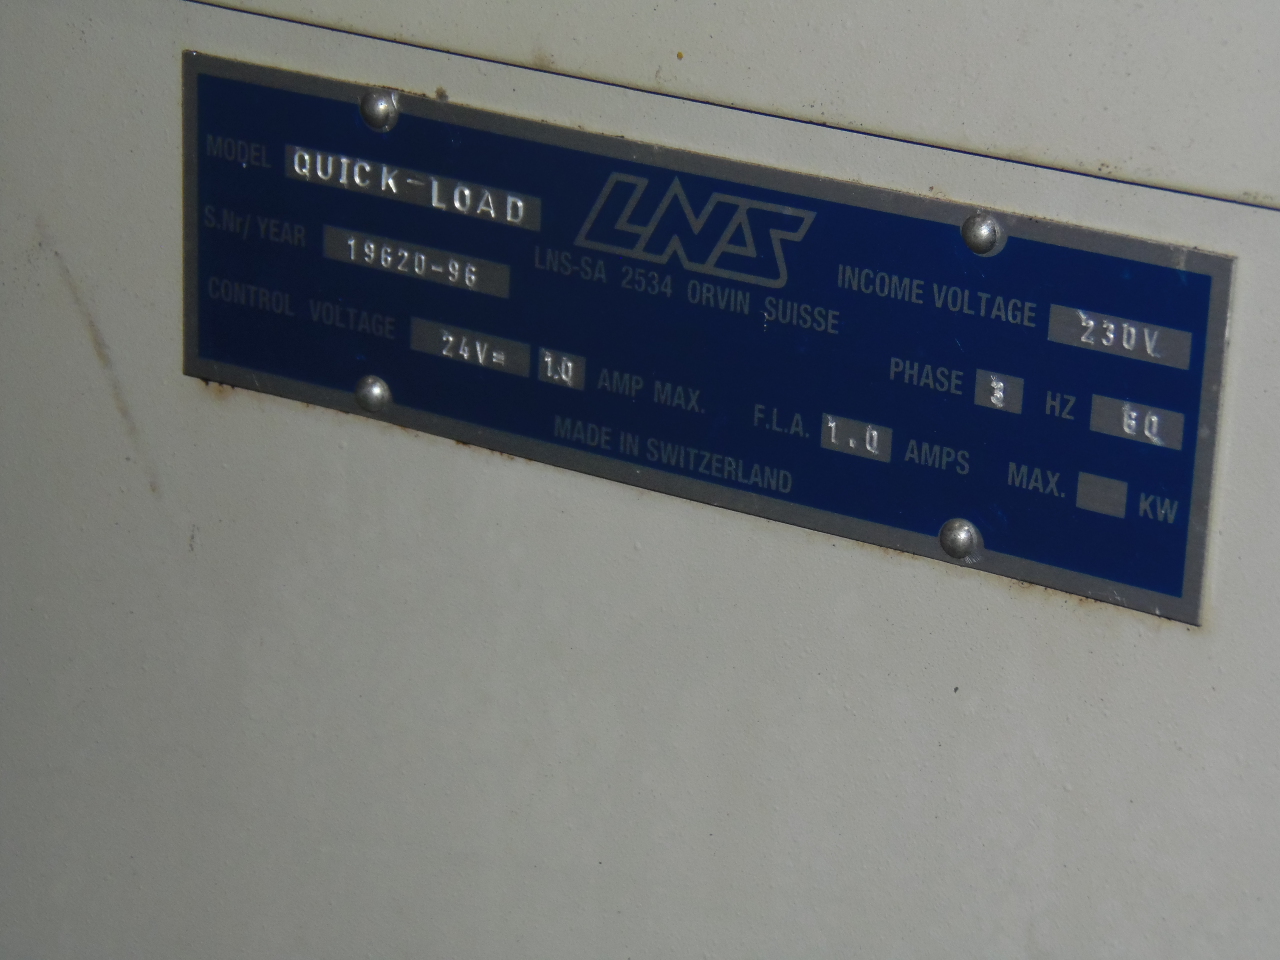 MODEL QUICK-LOAD
S.Nr/ YEAR 19620-96
CONTROL VOLTAGE 24V= 1.0 AMP MAX.
LNS
LNS-SA 2534 ORVIN SUISSE
INCOME VOLTAGE 230V
PHASE 3 HZ 60
F.L.A. 1.0 AMPS MAX. KW
MADE IN SWITZERLAND